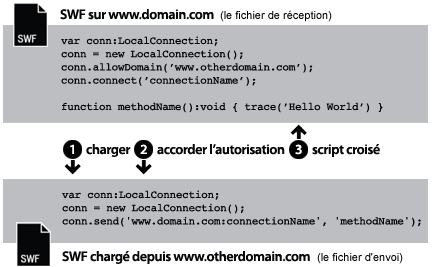 SWF sur www.domain.com (le fichier de réception)
SWF
var conn:LocalConnection;
conn = new LocalConnection();
conn.allowDomain('www.otherdomain.com');
conn.connect('connectionName');
function methodName():void { trace('Hello World') }
1 charger 2 accorder l'autorisation 3 script croisé
var conn:LocalConnection;
conn = new LocalConnection();
conn.send('www.domain.com:connectionName', 'methodName');
SWF
SWF chargé depuis www.otherdomain.com (le fichier d'envoi)